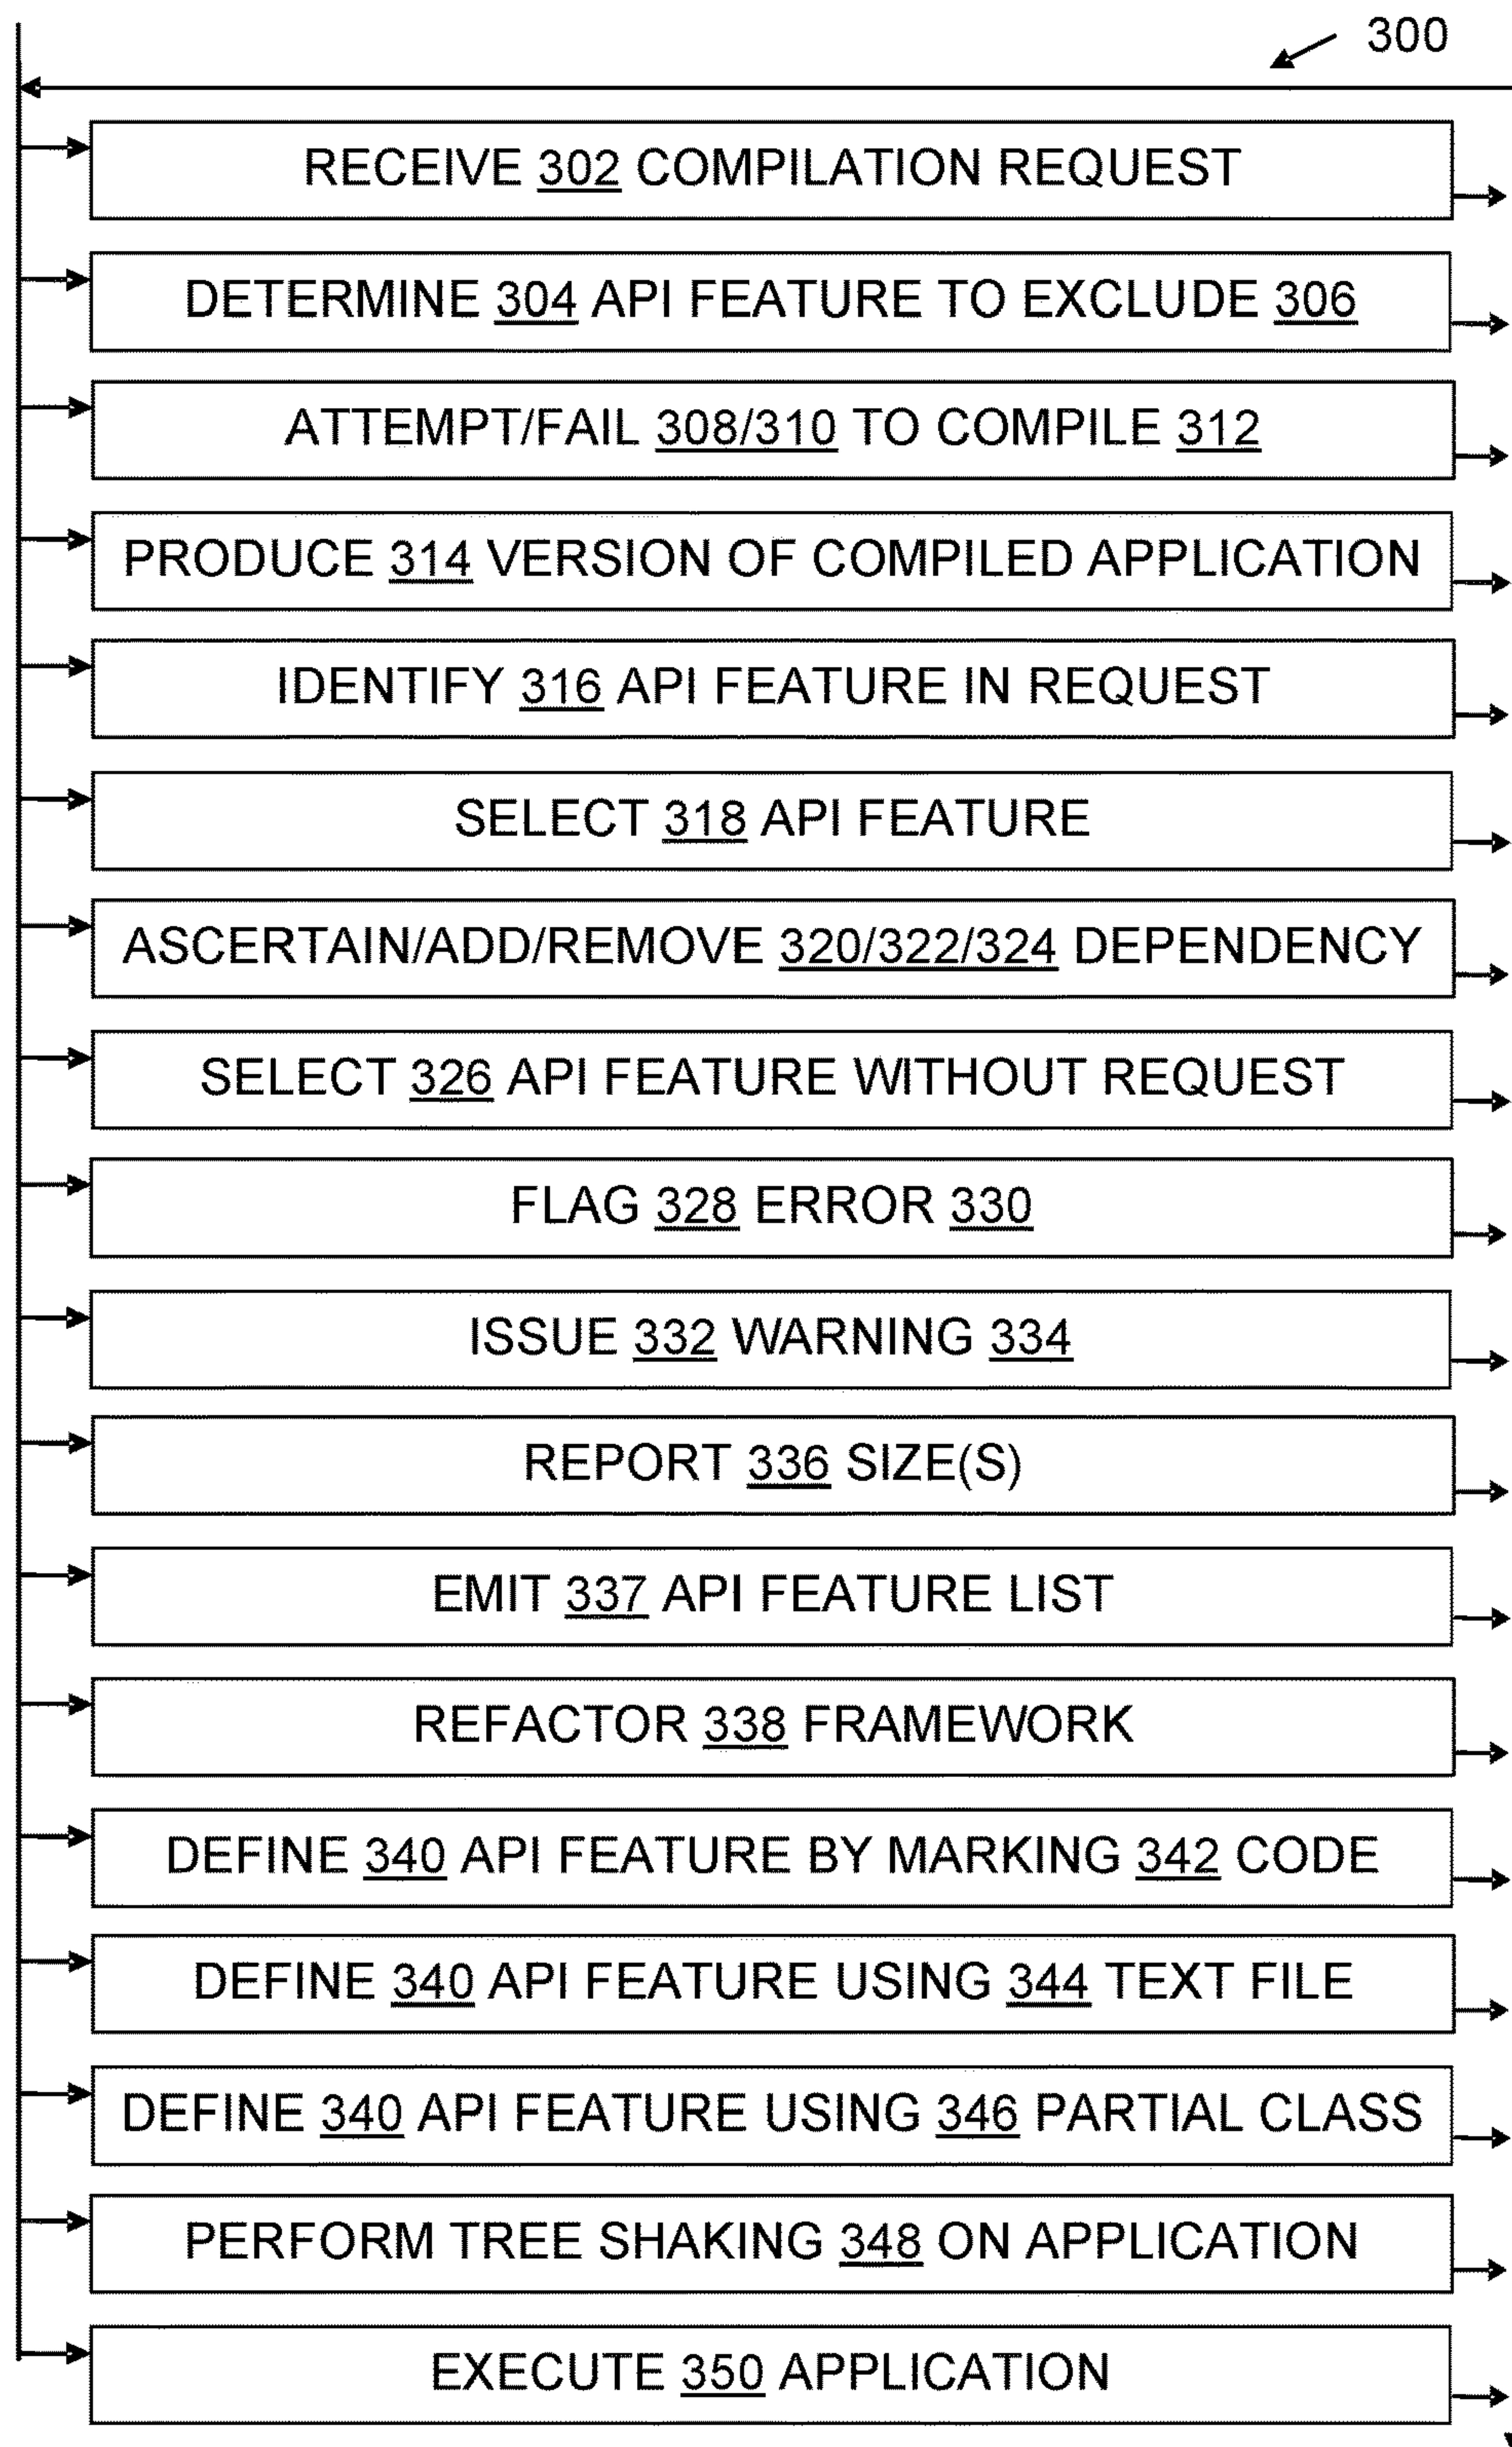 300
RECEIVE 302 COMPILATION REQUEST
DETERMINE 304 API FEATURE TO EXCLUDE 306
ATTEMPT/FAIL 308/310 TO COMPILE 312
PRODUCE 314 VERSION OF COMPILED APPLICATION
IDENTIFY 316 API FEATURE IN REQUEST
SELECT 318 API FEATURE
ASCERTAIN/ADD/REMOVE 320/322/324 DEPENDENCY
SELECT 326 API FEATURE WITHOUT REQUEST
FLAG 328 ERROR 330
ISSUE 332 WARNING 334
REPORT 336 SIZE(S)
EMIT 337 API FEATURE LIST
REFACTOR 338 FRAMEWORK
DEFINE 340 API FEATURE BY MARKING 342 CODE
DEFINE 340 API FEATURE USING 344 TEXT FILE
DEFINE 340 API FEATURE USING 346 PARTIAL CLASS
PERFORM TREE SHAKING 348 ON APPLICATION
EXECUTE 350 APPLICATION